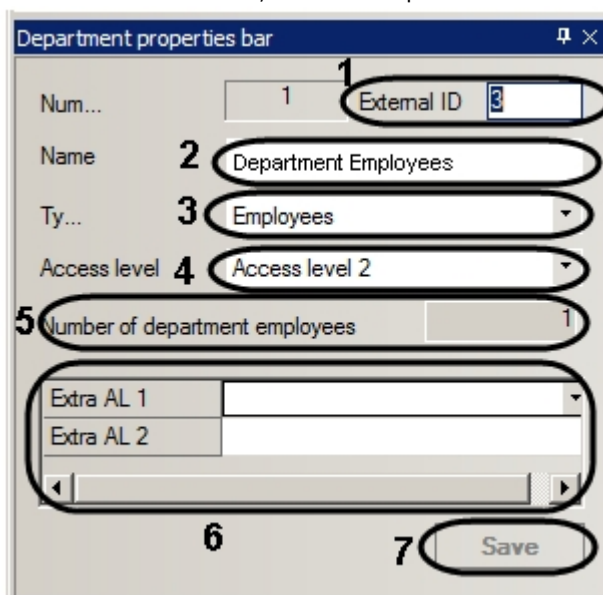 Department properties bar
1
Num... 1 External ID 3
Name 2 Department Employees
Ty... 3 Employees
Access level 4 Access level 2
5 Number of department employees 1
Extra AL 1
Extra AL 2
6
7 Save